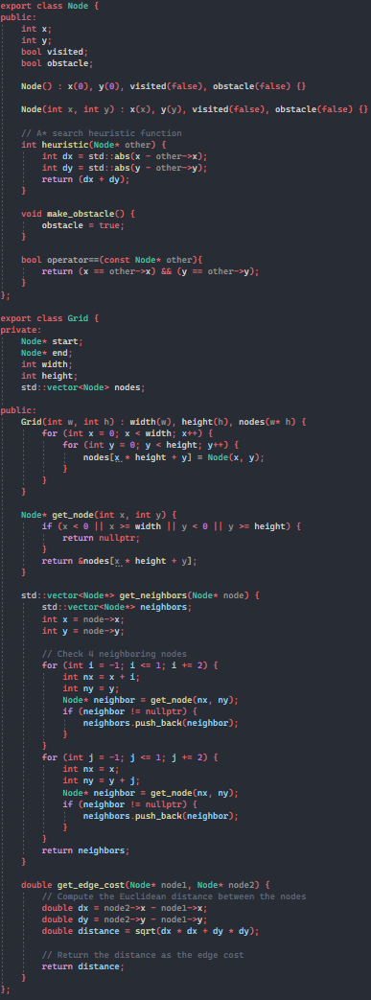 export class Node {
public:
    int x;
    int y;
    bool visited;
    bool obstacle;

    Node() : x(0), y(0), visited(false), obstacle(false) {}

    Node(int x, int y) : x(x), y(y), visited(false), obstacle(false) {}

    // A* search heuristic function
    int heuristic(Node* other) {
        int dx = std::abs(x - other->x);
        int dy = std::abs(y - other->y);
        return (dx + dy);
    }

    void make_obstacle() {
        obstacle = true;
    }

    bool operator==(const Node* other){
        return (x == other->x) && (y == other->y);
    }
};

export class Grid {
private:
    Node* start;
    Node* end;
    int width;
    int height;
    std::vector<Node> nodes;

public:
    Grid(int w, int h) : width(w), height(h), nodes(w* h) {
        for (int x = 0; x < width; x++) {
            for (int y = 0; y < height; y++) {
                nodes[x * height + y] = Node(x, y);
            }
        }
    }

    Node* get_node(int x, int y) {
        if (x < 0 || x >= width || y < 0 || y >= height) {
            return nullptr;
        }
        return &nodes[x * height + y];
    }

    std::vector<Node*> get_neighbors(Node* node) {
        std::vector<Node*> neighbors;
        int x = node->x;
        int y = node->y;

        // Check 4 neighboring nodes
        for (int i = -1; i <= 1; i += 2) {
            int nx = x + i;
            int ny = y;
            Node* neighbor = get_node(nx, ny);
            if (neighbor != nullptr) {
                neighbors.push_back(neighbor);
            }
        }
        for (int j = -1; j <= 1; j += 2) {
            int nx = x;
            int ny = y + j;
            Node* neighbor = get_node(nx, ny);
            if (neighbor != nullptr) {
                neighbors.push_back(neighbor);
            }
        }
        return neighbors;
    }

    double get_edge_cost(Node* node1, Node* node2) {
        // Compute the Euclidean distance between the nodes
        double dx = node2->x - node1->x;
        double dy = node2->y - node1->y;
        double distance = sqrt(dx * dx + dy * dy);

        // Return the distance as the edge cost
        return distance;
    }
};